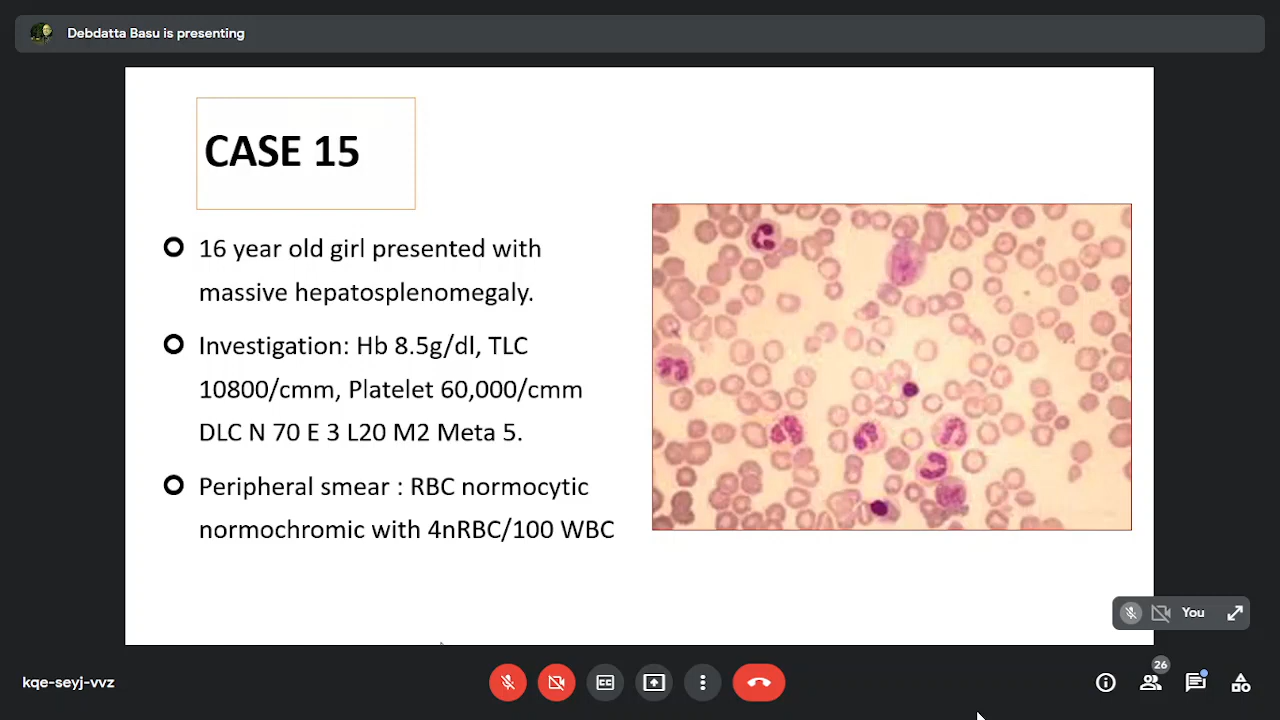 Debdatta Basu is presenting
CASE 15
16 year old girl presented with
massive hepatosplenomegaly.
Investigation: Hb 8.5g/dl, TLC
10800/cmm, Platelet 60,000/cmm
DLC N 70 E 3 L20 M2 Meta 5.
Peripheral smear : RBC normocytic
normochromic with 4nRBC/100 WBC
You
kqe-seyj-vvz
CC
26